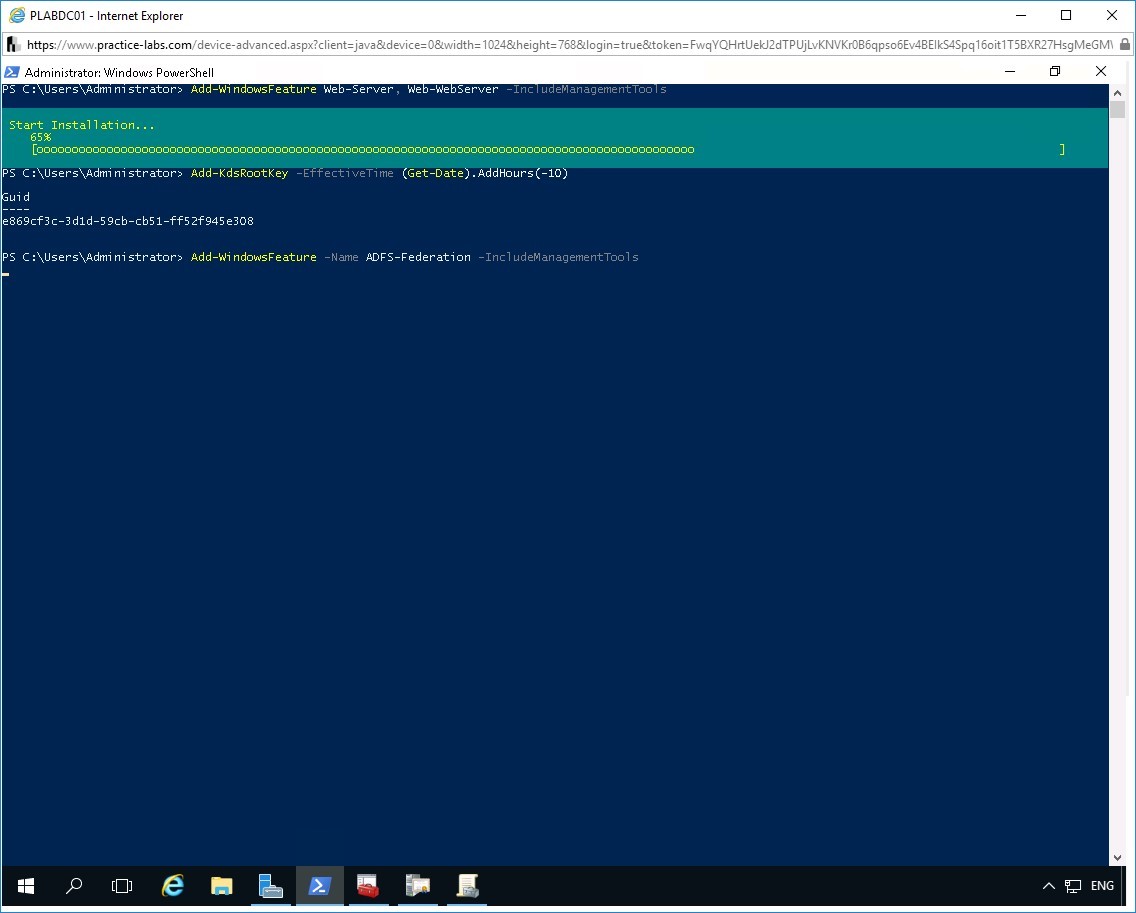 PLABDC01 - Internet Explorer
https://www.practice-labs.com/device-advanced.aspx?client=java&device=0&width=1024&height=768&login=true&token=FwqYQHrtUekJ2dTPUjLvKNVKr0B6qpso6Ev4BElkS4Spq16oit1T5BXR27HsgMeGM\
Administrator: Windows PowerShell
PS C:\Users\Administrator> Add-WindowsFeature Web-Server, Web-WebServer -IncludeManagementTools
Start Installation...
65%
[oooooooooooooooooooooooooooooooooooooooooooooooooooooooooooooooooooooooooooooooooooooooooooooo ]
PS C:\Users\Administrator> Add-KdsRootKey -EffectiveTime (Get-Date).AddHours(-10)
Guid
----
e869cf3c-3d1d-59cb-cb51-ff52f945e308
PS C:\Users\Administrator> Add-WindowsFeature -Name ADFS-Federation -IncludeManagementTools
ENG